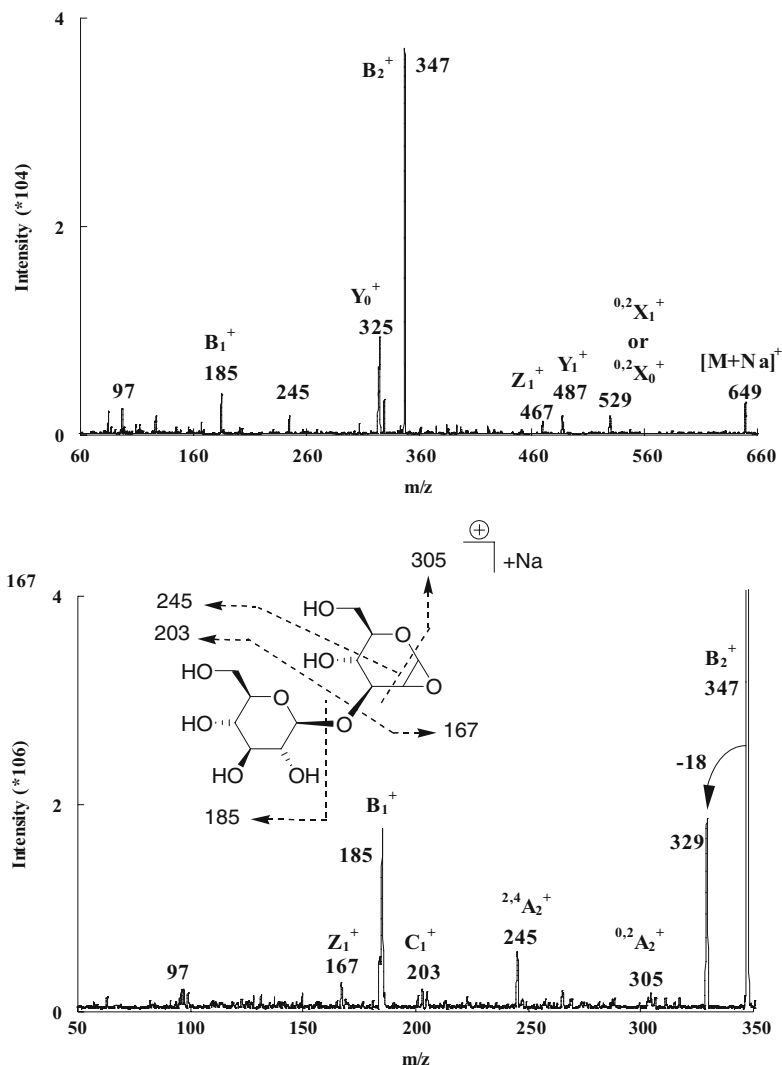 4
B₂⁺
347
Intensity (*104)
2
Y₀⁺
325
⁰,²X₁⁺
or
⁰,²X₀⁺
B₁⁺
185
[M+Na]⁺
97
245
Z₁⁺
467
Y₁⁺
487
529
649
0
60 160 260 360 460 560 660
m/z
167
4
305
+Na
245
203
HO
O
HO
HO
O
O
O
HO
HO
OH
167
185
B₂⁺
347
-18
Intensity (*106)
2
B₁⁺
185
329
²,⁴A₂⁺
245
Z₁⁺
167
C₁⁺
203
⁰,²A₂⁺
305
97
0
50 100 150 200 250 300 350
m/z